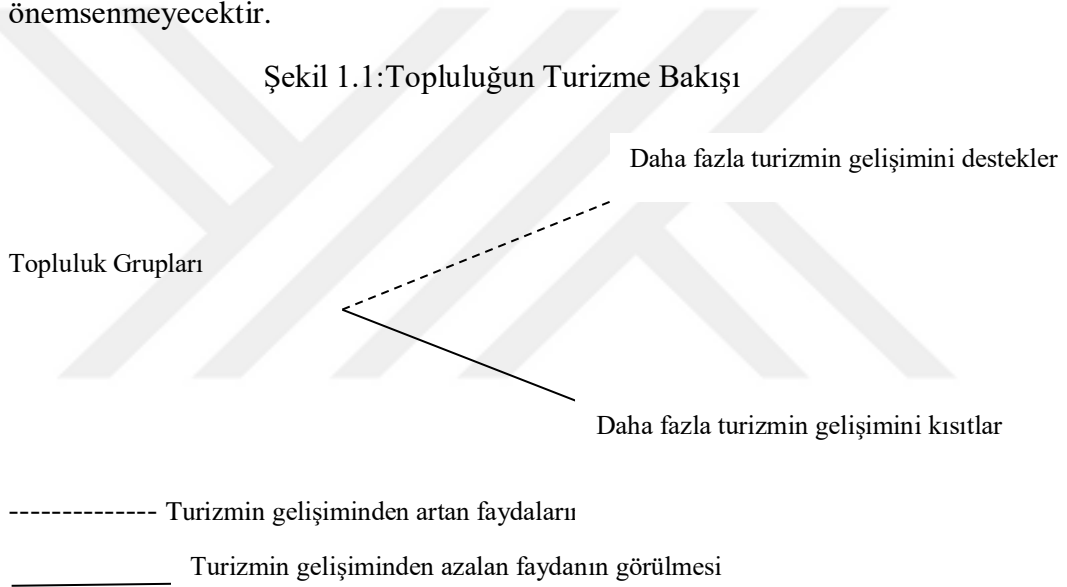 önemsenmeyecektir.
Şekil 1.1:Topluluğun Turizme Bakışı
Daha fazla turizmin gelişimini destekler
Topluluk Grupları
Daha fazla turizmin gelişimini kısıtlar
-------------- Turizmin gelişiminden artan
Turizmin gelişiminden azalan faydanın görülmesi